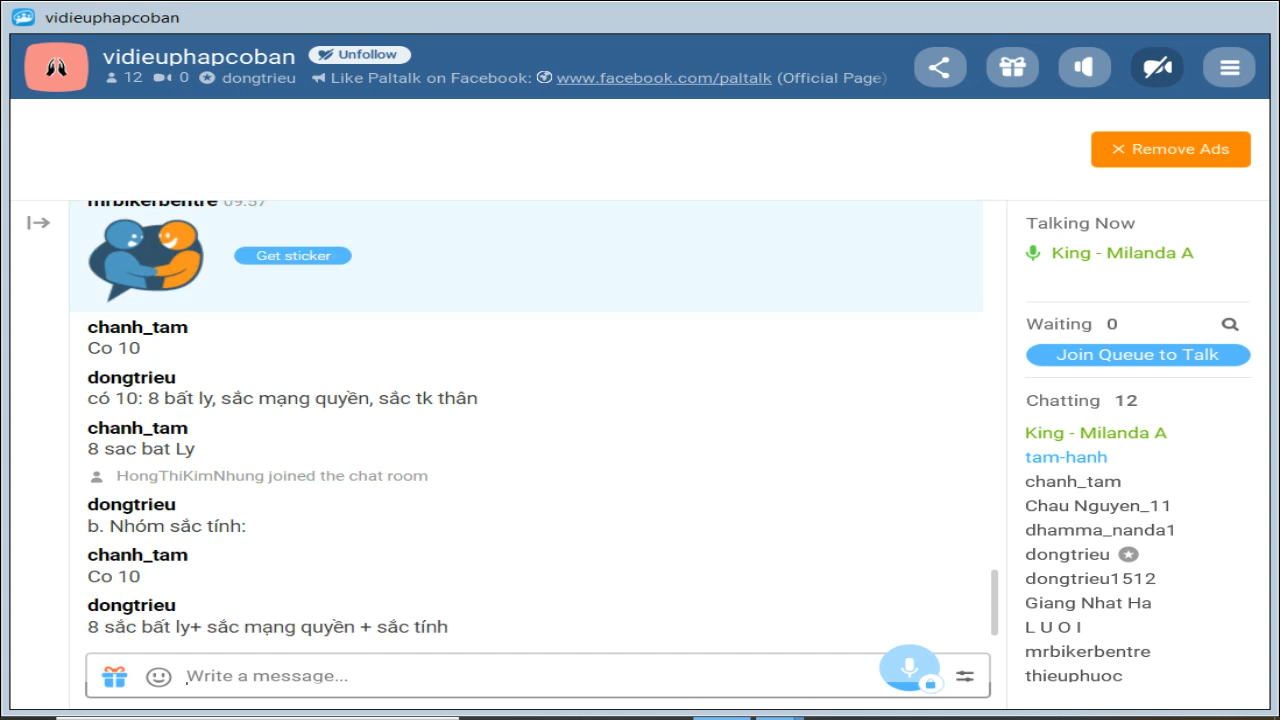 vidieuphapcoban
vidieuphapcoban Unfollow
12 0 dongtrieu Like Paltalk on Facebook: www.facebook.com/paltalk (Official Page)
Remove Ads
mrbikerbentre 09:57
Get sticker
chanh_tam
Co 10
dongtrieu
có 10: 8 bất ly, sắc mạng quyền, sắc tk thân
chanh_tam
8 sac bat Ly
HongThiKimNhung joined the chat room
dongtrieu
b. Nhóm sắc tính:
chanh_tam
Co 10
dongtrieu
8 sắc bất ly+ sắc mạng quyền + sắc tính
Write a message...
Talking Now
King - Milanda A
Waiting 0
Join Queue to Talk
Chatting 12
King - Milanda A
tam-hanh
chanh_tam
Chau Nguyen_11
dhamma_nanda1
dongtrieu
dongtrieu1512
Giang Nhat Ha
L U O I
mrbikerbentre
thieuphuoc